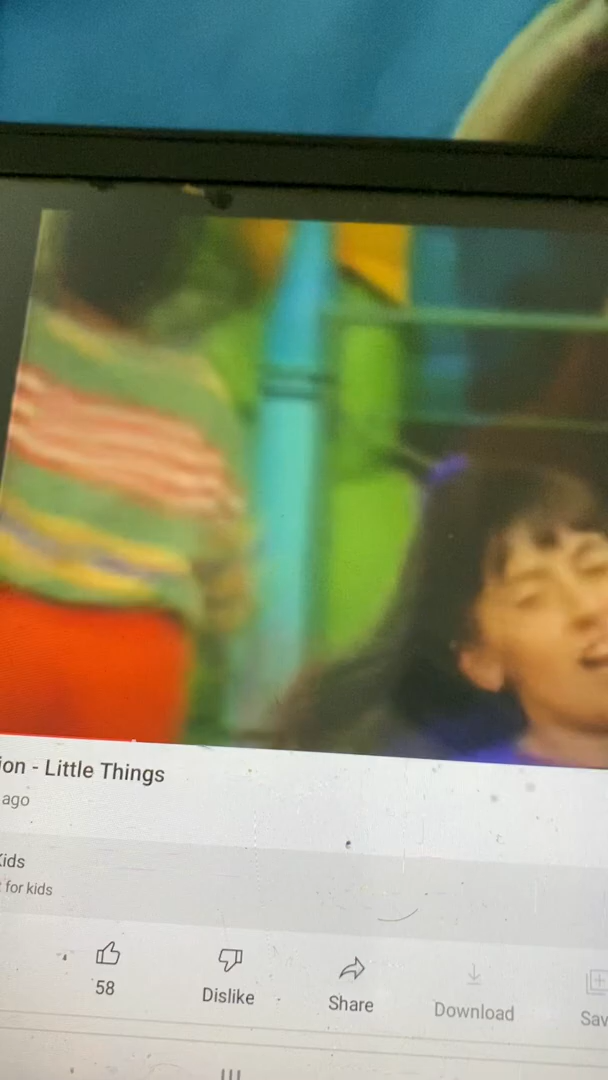 ion - Little Things
ago
Kids
for kids
58
Dislike
Share
Download
Sav